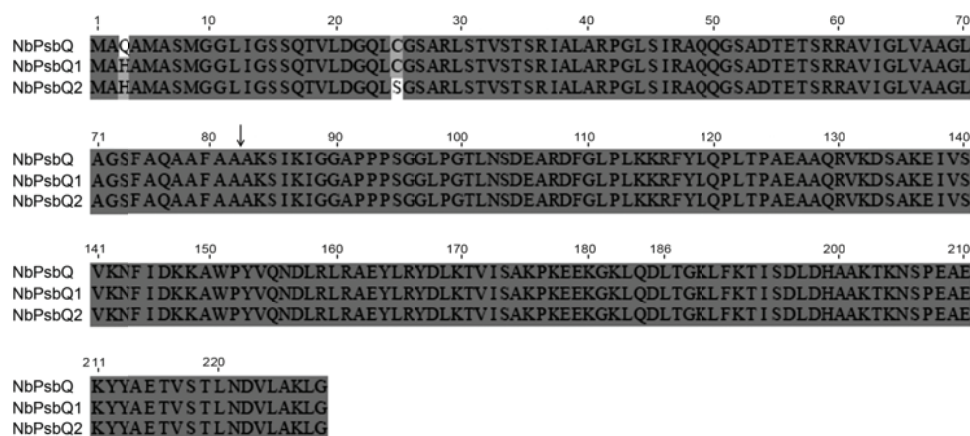 1 10 20 30 40 50 60 70
NbPsbQ MAQAMASMGGLIGSSQTVLDGQLCGSARLSTVSTSRIALARPGLSIRAQQGSADTETSRRAVIGLVAAGL
NbPsbQ1 MAHAMASMGGLIGSSQTVLDGQLCGSARLSTVSTSRIALARPGLSIRAQQGSADTETSRRAVIGLVAAGL
NbPsbQ2 MAHAMASMGGLIGSSQTVLDGQLSGSARLSTVSTSRIALARPGLSIRAQQGSADTETSRRAVIGLVAAGL
71 80 ↓ 90 100 110 120 130 140
NbPsbQ AGSFAQAAFAAAKSIKIGGAPPPSGGLPGTLNSDEARDFGLPLKKRFYLQPLTPAEAAQRVKDSAKEIVS
NbPsbQ1 AGSFAQAAFAAAKSIKIGGAPPPSGGLPGTLNSDEARDFGLPLKKRFYLQPLTPAEAAQRVKDSAKEIVS
NbPsbQ2 AGSFAQAAFAAAKSIKIGGAPPPSGGLPGTLNSDEARDFGLPLKKRFYLQPLTPAEAAQRVKDSAKEIVS
141 150 160 170 180 186 200 210
NbPsbQ VKNFIDKKAWPYVQNDLRLRAEYLRYDLKTVISAKPKEEKGKLQDLTGKLFKTISDLDHAAKTKNSPEAE
NbPsbQ1 VKNFIDKKAWPYVQNDLRLRAEYLRYDLKTVISAKPKEEKGKLQDLTGKLFKTISDLDHAAKTKNSPEAE
NbPsbQ2 VKNFIDKKAWPYVQNDLRLRAEYLRYDLKTVISAKPKEEKGKLQDLTGKLFKTISDLDHAAKTKNSPEAE
211 220
NbPsbQ KYYAETVSTLNDVLAKLG
NbPsbQ1 KYYAETVSTLNDVLAKLG
NbPsbQ2 KYYAETVSTLNDVLAKLG